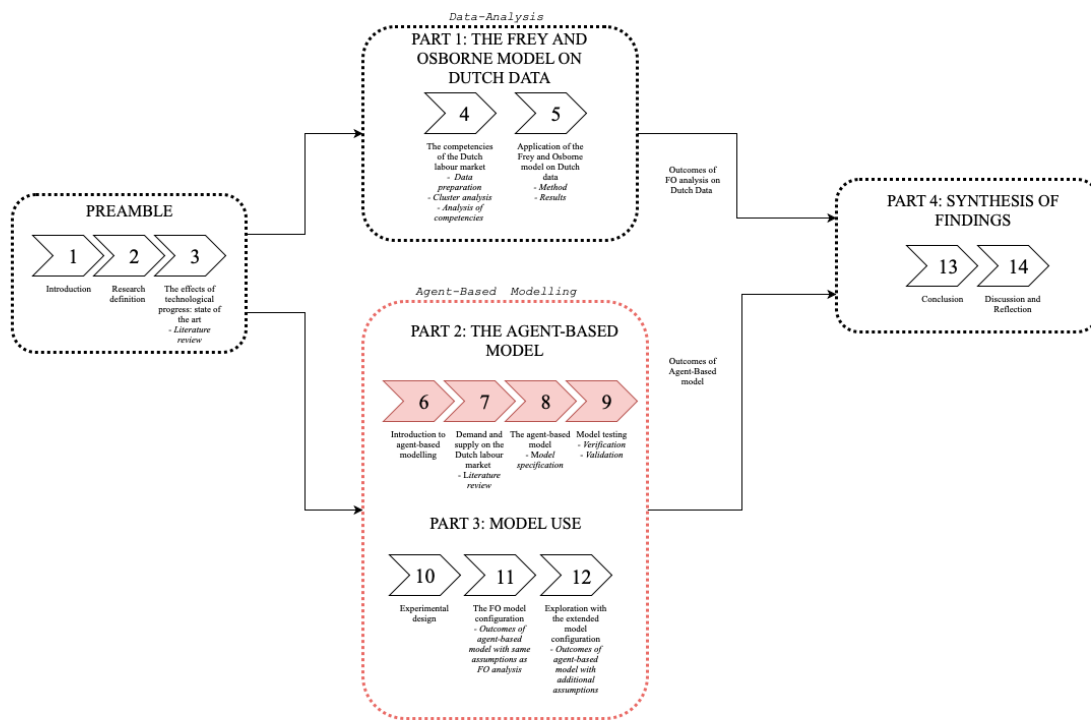 Data-Analysis
PART 1: THE FREY AND
OSBORNE MODEL ON
DUTCH DATA
4
5
The competencies
of the Dutch
labour market
- Data
preparation
- Cluster analysis
- Analysis of
competencies
Application of the
Frey and Osborne
model on Dutch
data
- Method
- Results
PREAMBLE
1
2
3
Introduction
Research
definition
The effects of
technological
progress: state of
the art
- Literature
review
Outcomes of
FO analysis on
Dutch Data
PART 4: SYNTHESIS OF
FINDINGS
13
14
Conclusion
Discussion and
Reflection
Agent-Based Modelling
PART 2: THE AGENT-BASED
MODEL
6
7
8
9
Introduction to
agent-based
modelling
Demand and
supply on the
Dutch labour
market
- Literature
review
The agent-based
model
- Model
specification
Model testing
- Verification
- Validation
Outcomes of
Agent-Based
model
PART 3: MODEL USE
10
11
12
Experimental
design
The FO model
configuration
- Outcomes of
agent-based
model with same
assumptions as
FO analysis
Exploration with
the extended
model
configuration
- Outcomes of
agent-based
model with
additional
assumptions